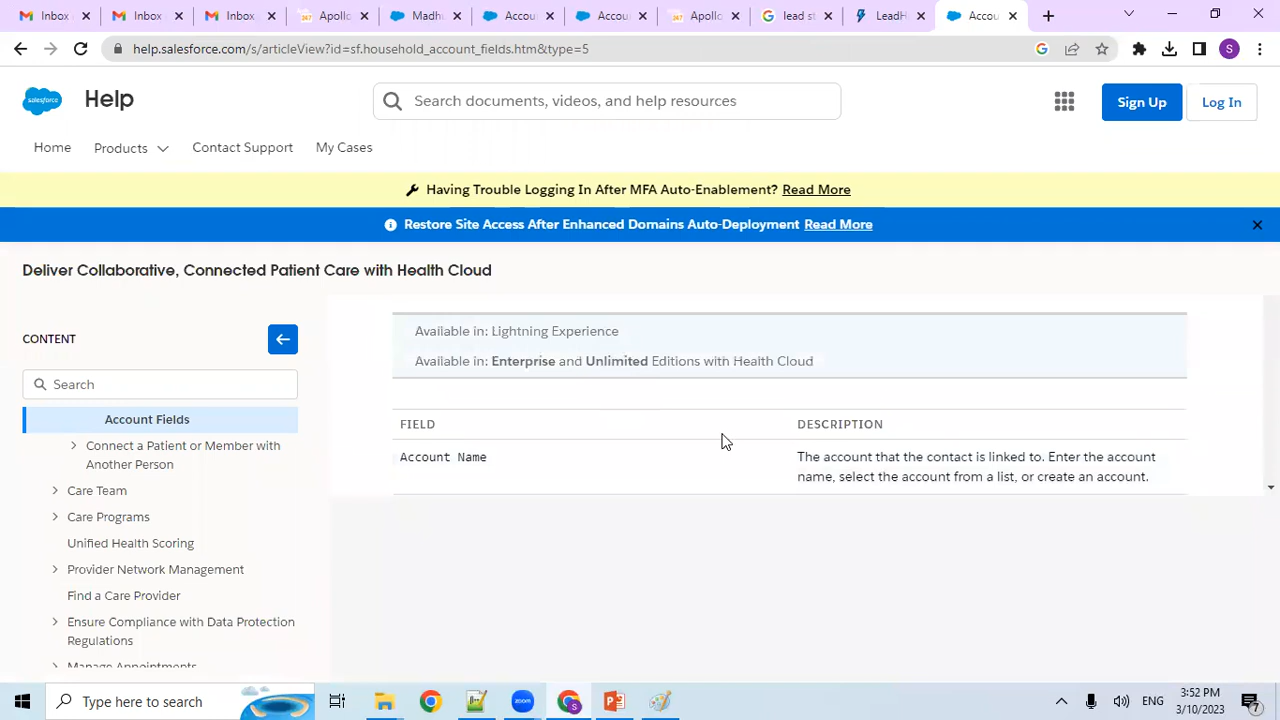 Inbox
Inbox
Inbox
Apollo
Madhu
Accou
Accou
Apollo
lead st
LeadH
Accou
help.salesforce.com/s/articleView?id=sf.household_account_fields.htm&type=5
S
salesforce
Help
Search documents, videos, and help resources
Sign Up
Log In
Home
Products
Contact Support
My Cases
Having Trouble Logging In After MFA Auto-Enablement? Read More
Restore Site Access After Enhanced Domains Auto-Deployment Read More
Deliver Collaborative, Connected Patient Care with Health Cloud
CONTENT
Search
Account Fields
Connect a Patient or Member with
Another Person
Care Team
Care Programs
Unified Health Scoring
Provider Network Management
Find a Care Provider
Ensure Compliance with Data Protection
Regulations
Manage Appointments
Available in: Lightning Experience
Available in: Enterprise and Unlimited Editions with Health Cloud
FIELD
DESCRIPTION
Account Name
The account that the contact is linked to. Enter the account
name, select the account from a list, or create an account.
Type here to search
zoom
ENG
3:52 PM
3/10/2023
7